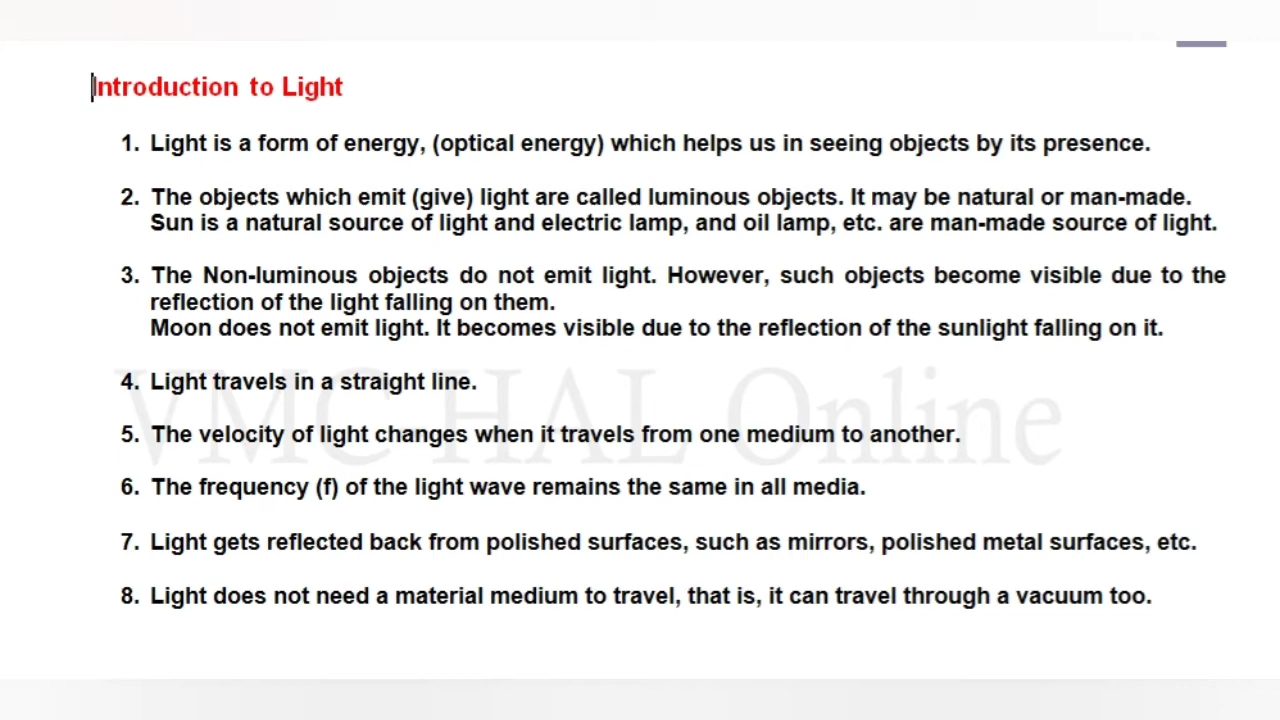 Introduction to Light
1. Light is a form of energy, (optical energy) which helps us in seeing objects by its presence.
2. The objects which emit (give) light are called luminous objects. It may be natural or man-made.
Sun is a natural source of light and electric lamp, and oil lamp, etc. are man-made source of light.
3. The Non-luminous objects do not emit light. However, such objects become visible due to the
reflection of the light falling on them.
Moon does not emit light. It becomes visible due to the reflection of the sunlight falling on it.
4. Light travels in a straight line.
VMC HAL Online
5. The velocity of light changes when it travels from one medium to another.
6. The frequency (f) of the light wave remains the same in all media.
7. Light gets reflected back from polished surfaces, such as mirrors, polished metal surfaces, etc.
8. Light does not need a material medium to travel, that is, it can travel through a vacuum too.